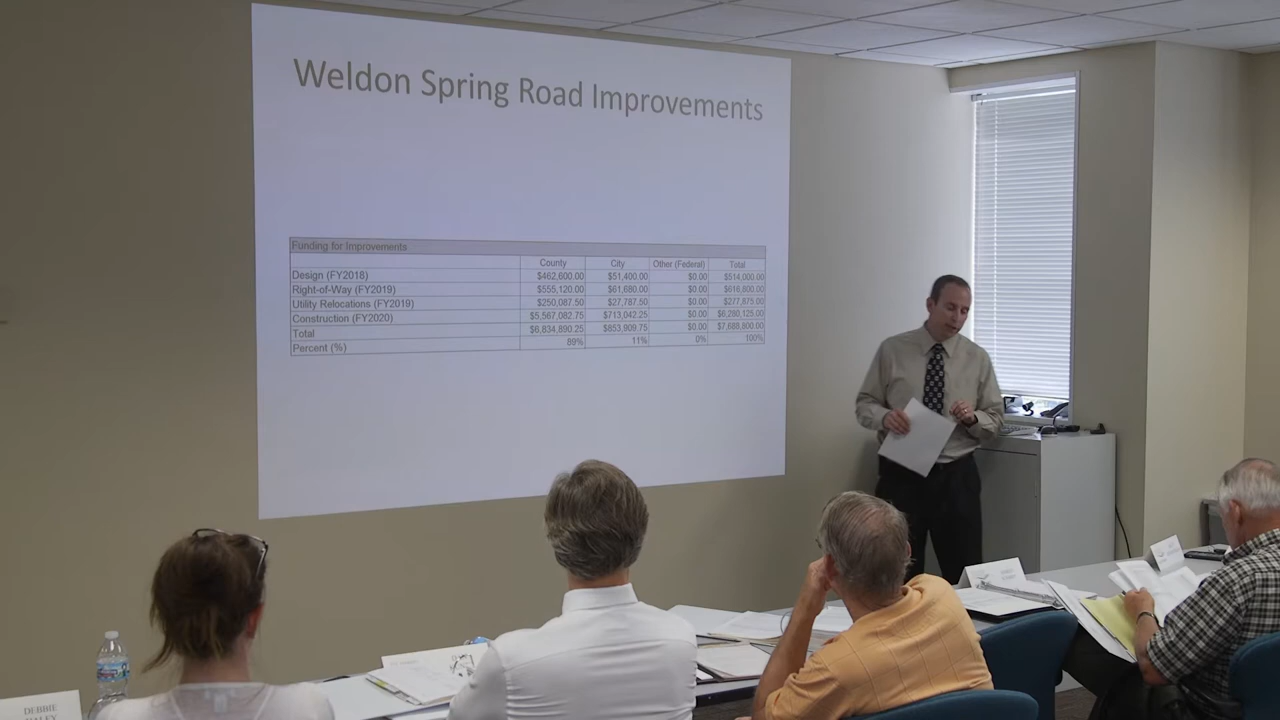 Weldon Spring Road Improvements
Funding for Improvements
County City Other (Federal) Total
Design (FY2018) $462,600.00 $51,400.00 $0.00 $514,000.00
Right-of-Way (FY2019) $555,120.00 $61,680.00 $0.00 $616,800.00
Utility Relocations (FY2019) $250,087.50 $27,787.50 $0.00 $277,875.00
Construction (FY2020) $5,567,082.75 $713,042.25 $0.00 $6,280,125.00
Total $6,834,890.25 $853,909.75 $0.00 $7,688,800.00
Percent (%) 89% 11% 0% 100%
DEBBIE